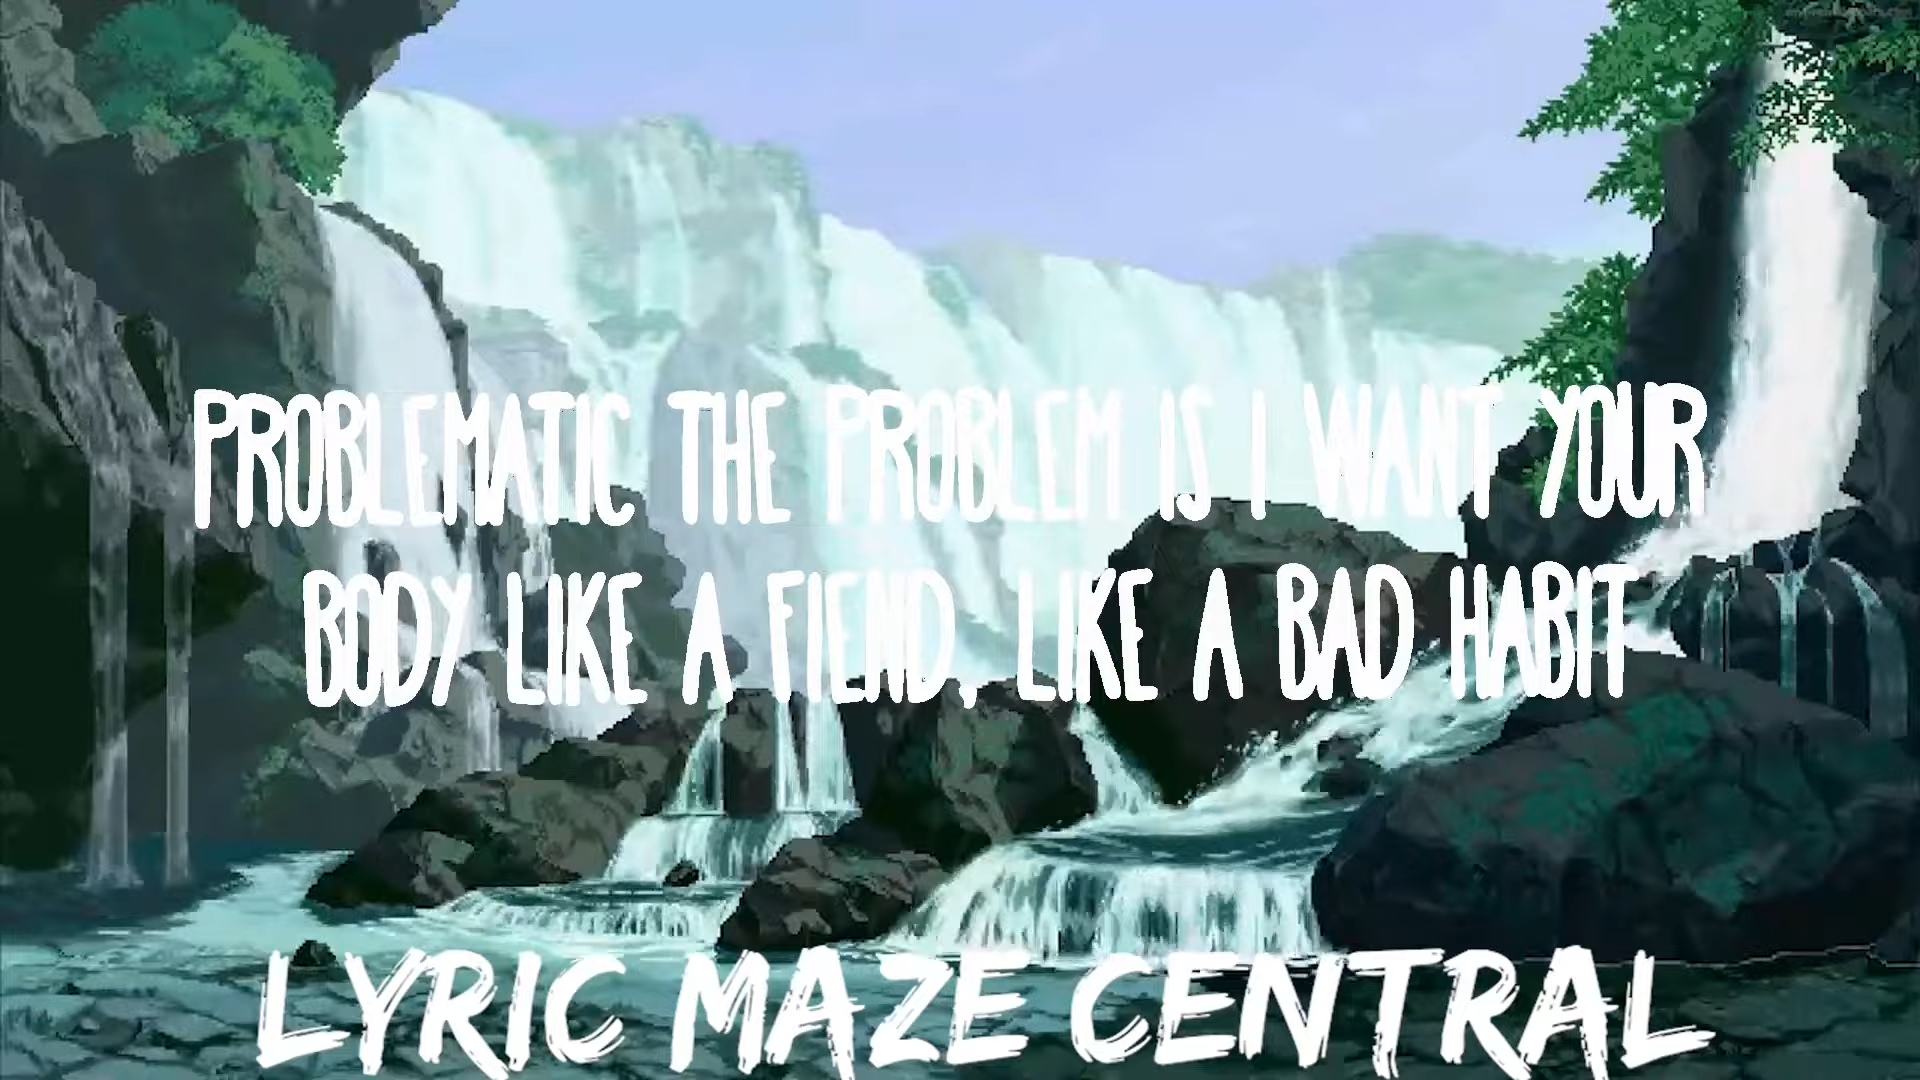 PROBLEMATIC THE PROBLEM IS I WANT YOUR
BODY LIKE A FIEND, LIKE A BAD HABIT
LYRIC MAZE CENTRAL